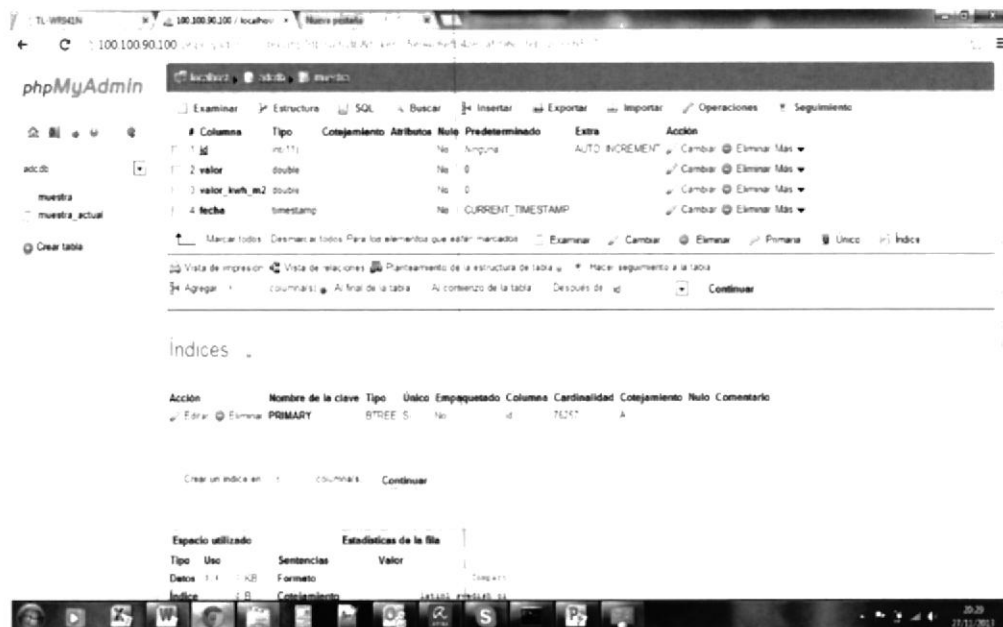 TL-WR941N
100.100.90.100 / localhos
Nueva pestaña
100.100.90.100
phpMyAdmin
localhost adcdb muestra
Examinar Estructura SQL Buscar Insertar Exportar Importar Operaciones Seguimiento
# Columna Tipo Cotejamiento Atributos Nulo Predeterminado Extra Acción
1 id int(11) No Ninguna AUTO_INCREMENT Cambiar Eliminar Más
adcdb
2 valor double No 0 Cambiar Eliminar Más
3 valor_kwh_m2 double No 0 Cambiar Eliminar Más
muestra
4 fecha timestamp No CURRENT_TIMESTAMP Cambiar Eliminar Más
muestra_actual
Marcar todos Desmarcar todos Para los elementos que están marcados Examinar Cambiar Eliminar Primaria Único Índice
Crear tabla
Vista de impresión Vista de relaciones Planteamiento de la estructura de tabla Hacer seguimiento a la tabla
Agregar columna(s) Al final de la tabla Al comienzo de la tabla Después de id Continuar
Índices
Acción Nombre de la clave Tipo Único Empaquetado Columna Cardinalidad Cotejamiento Nulo Comentario
Editar Eliminar PRIMARY BTREE No id A
Crear un índice en columna(s) Continuar
Espacio utilizado Estadísticas de la fila
Tipo Uso Sentencias Valor
Datos KB Formato Compact
Índice B Cotejamiento
20:29
27/11/2013